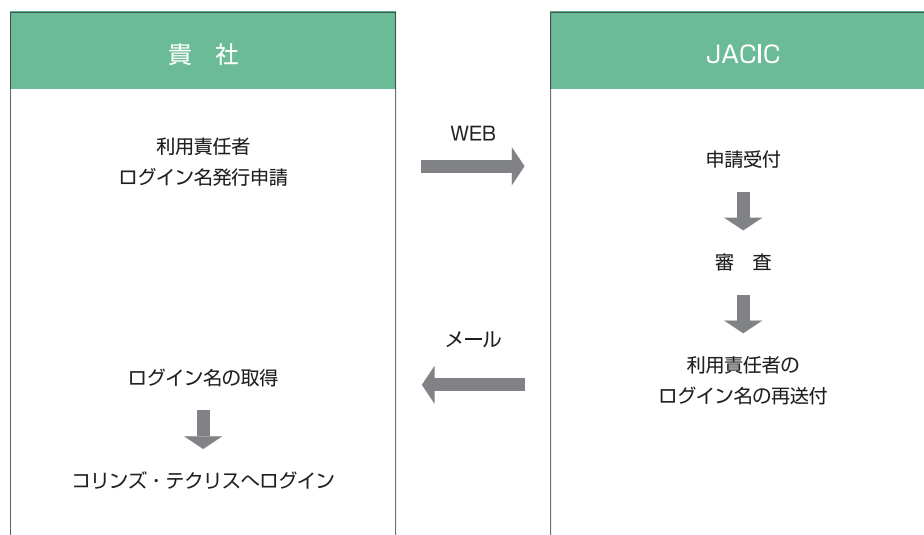 貴　社
JACIC
利用責任者
ログイン名発行申請
WEB
申請受付
審　査
利用責任者の
ログイン名の再送付
メール
ログイン名の取得
コリンズ・テクリスへログイン